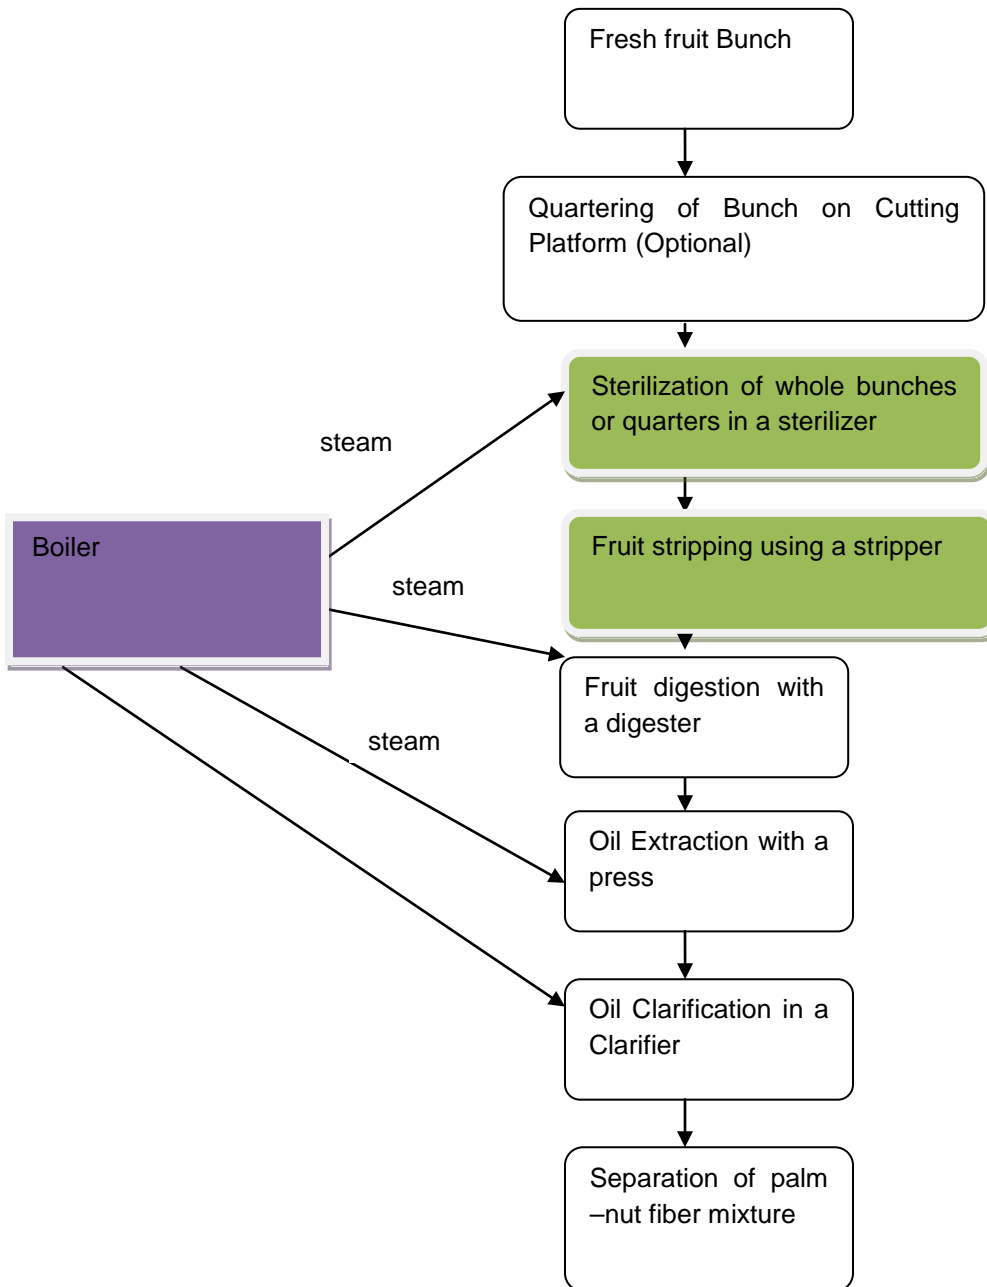 Fresh fruit Bunch
Quartering of Bunch on Cutting
Platform (Optional)
Sterilization of whole bunches
or quarters in a sterilizer
steam
Boiler
Fruit stripping using a stripper
steam
Fruit digestion with
a digester
steam
Oil Extraction with a
press
Oil Clarification in a
Clarifier
Separation of palm
–nut fiber mixture